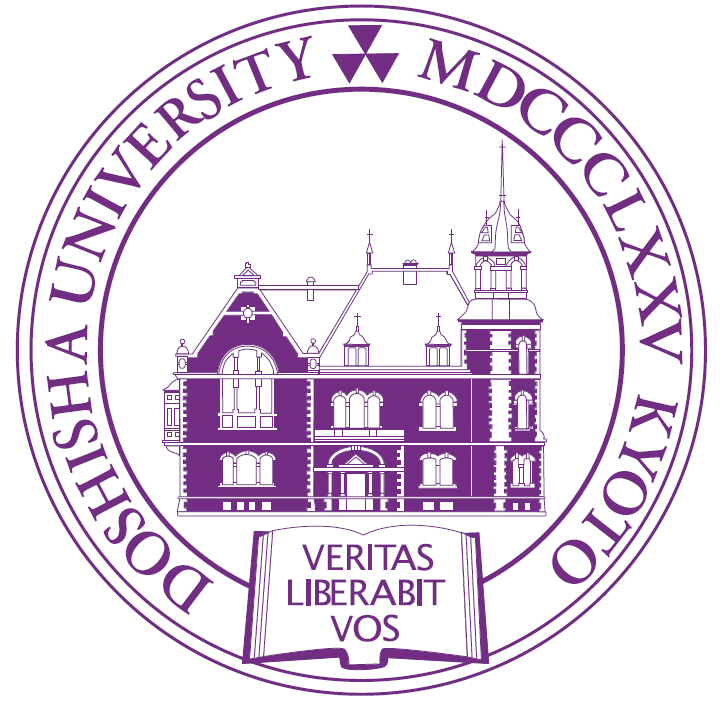 DOSHISHA UNIVERSITY MDCCCLXXV KYOTO
VERITAS
LIBERABIT
VOS